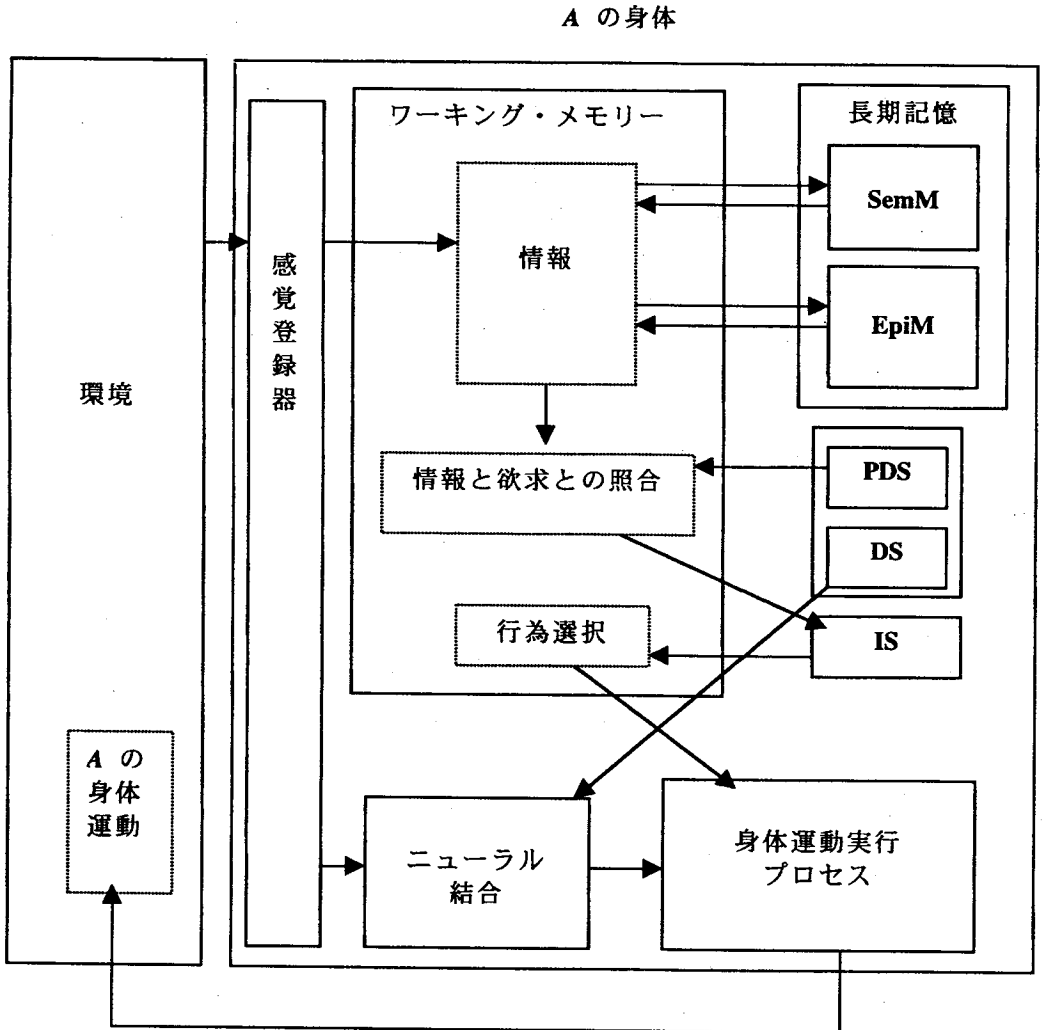 A の身体
環境
A の
身体
運動
感覚登録器
ワーキング・メモリー
情報
情報と欲求との照合
行為選択
長期記憶
SemM
EpiM
PDS
DS
IS
ニューラル
結合
身体運動実行
プロセス